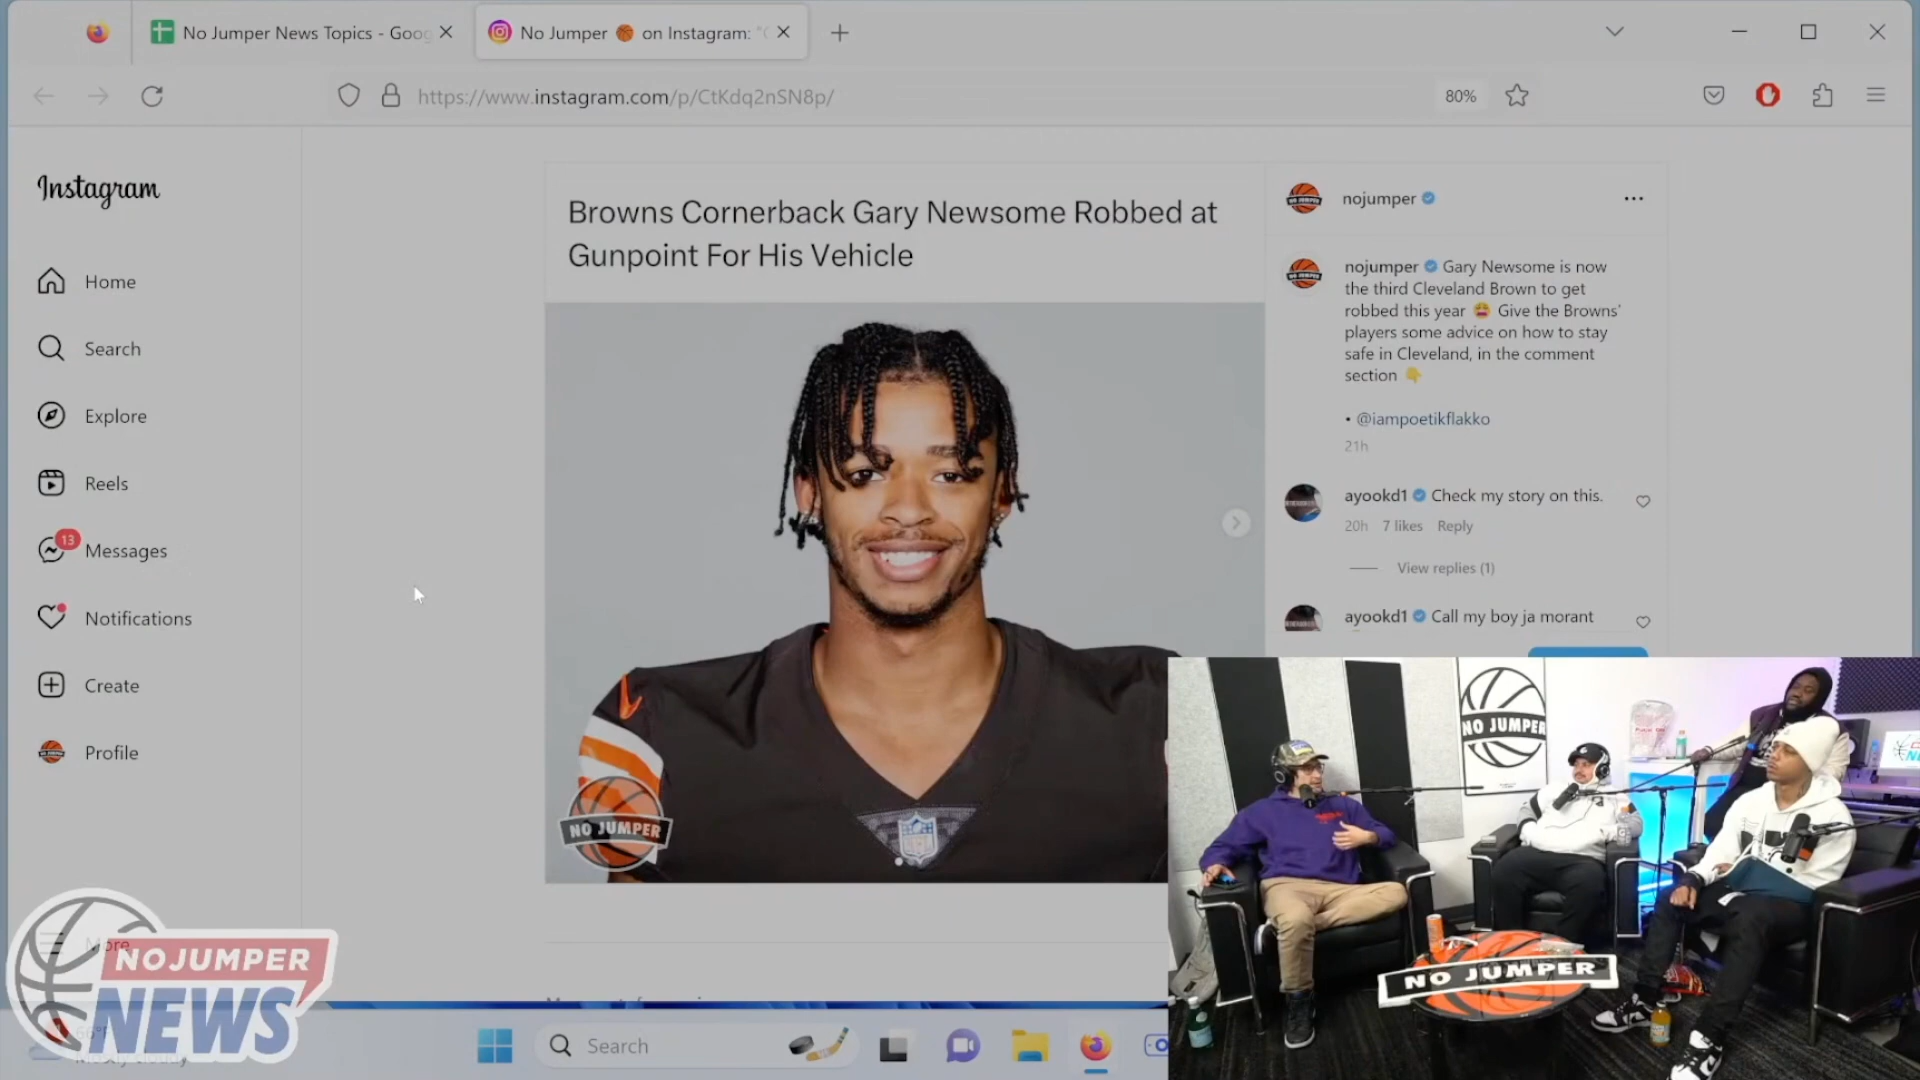 No Jumper News Topics - Goog
No Jumper 🏀 on Instagram: "G
https://www.instagram.com/p/CtKdq2nSN8p/
80%
Instagram
Home
Search
Explore
Reels
13
Messages
Notifications
Create
Profile
More
Browns Cornerback Gary Newsome Robbed at
Gunpoint For His Vehicle
NO JUMPER
nojumper
nojumper Gary Newsome is now
the third Cleveland Brown to get
robbed this year 😩 Give the Browns'
players some advice on how to stay
safe in Cleveland, in the comment
section 👇
• @iampoetikflakko
21h
ayookd1 Check my story on this.
20h 7 likes Reply
View replies (1)
ayookd1 Call my boy ja morant
NO JUMPER
NO JUMPER
NOJUMPER
NEWS
Search